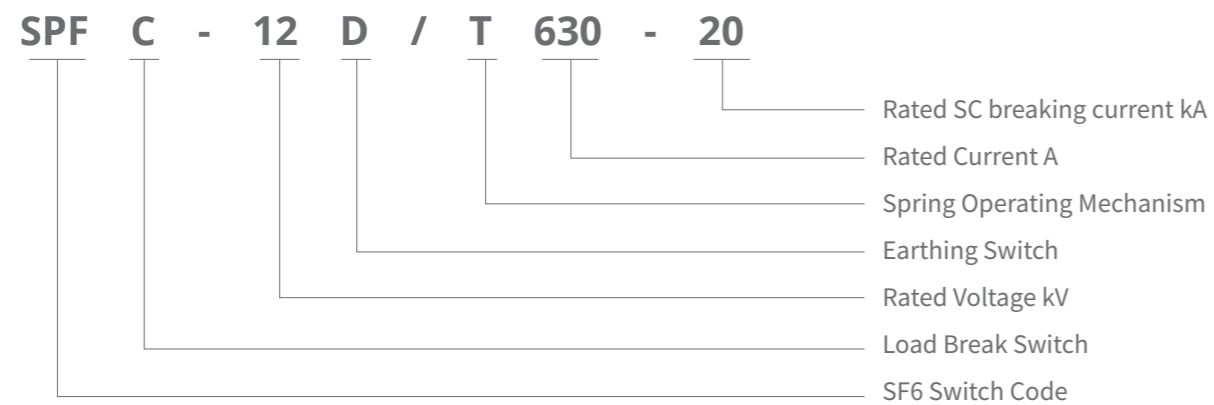 SPF C - 12 D / T 630 - 20
Rated SC breaking current kA
Rated Current A
Spring Operating Mechanism
Earthing Switch
Rated Voltage kV
Load Break Switch
SF6 Switch Code